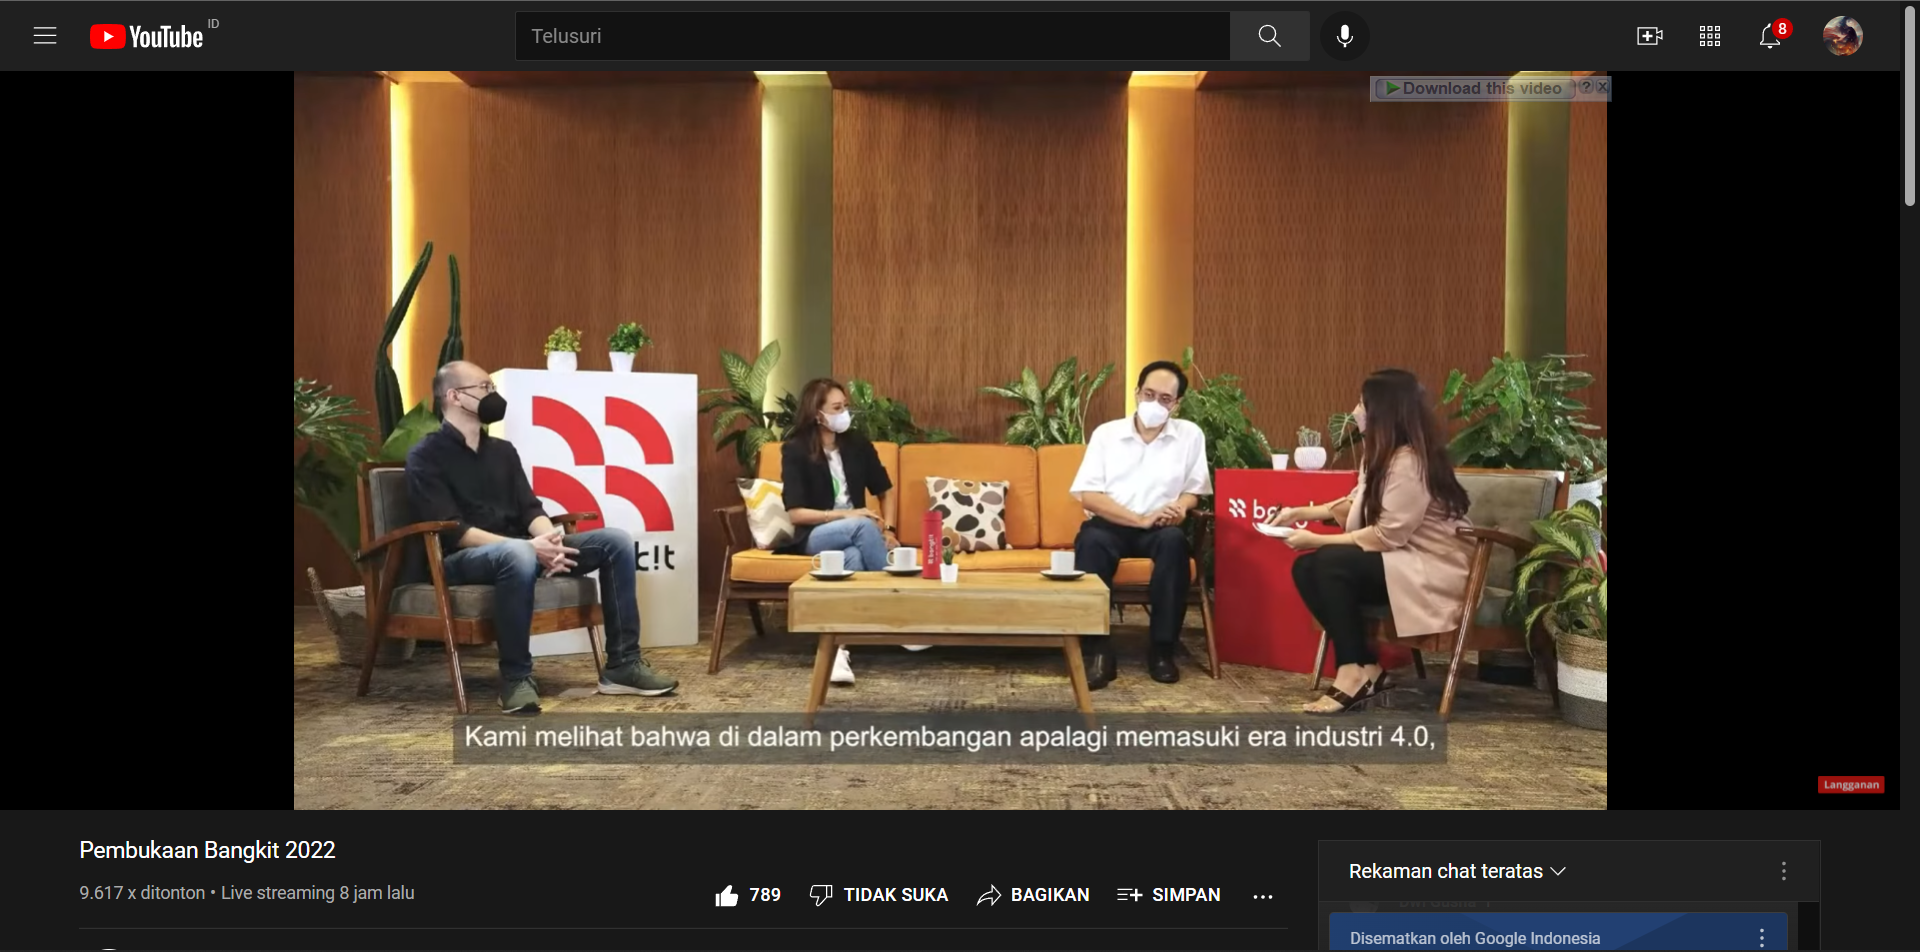 YouTube ID
Telusuri
8
Download this video ? X
k!t
bangkit
Kami melihat bahwa di dalam perkembangan apalagi memasuki era industri 4.0,
Langganan
Pembukaan Bangkit 2022
9.617 x ditonton • Live streaming 8 jam lalu
789 TIDAK SUKA BAGIKAN SIMPAN
Rekaman chat teratas
Disematkan oleh Google Indonesia